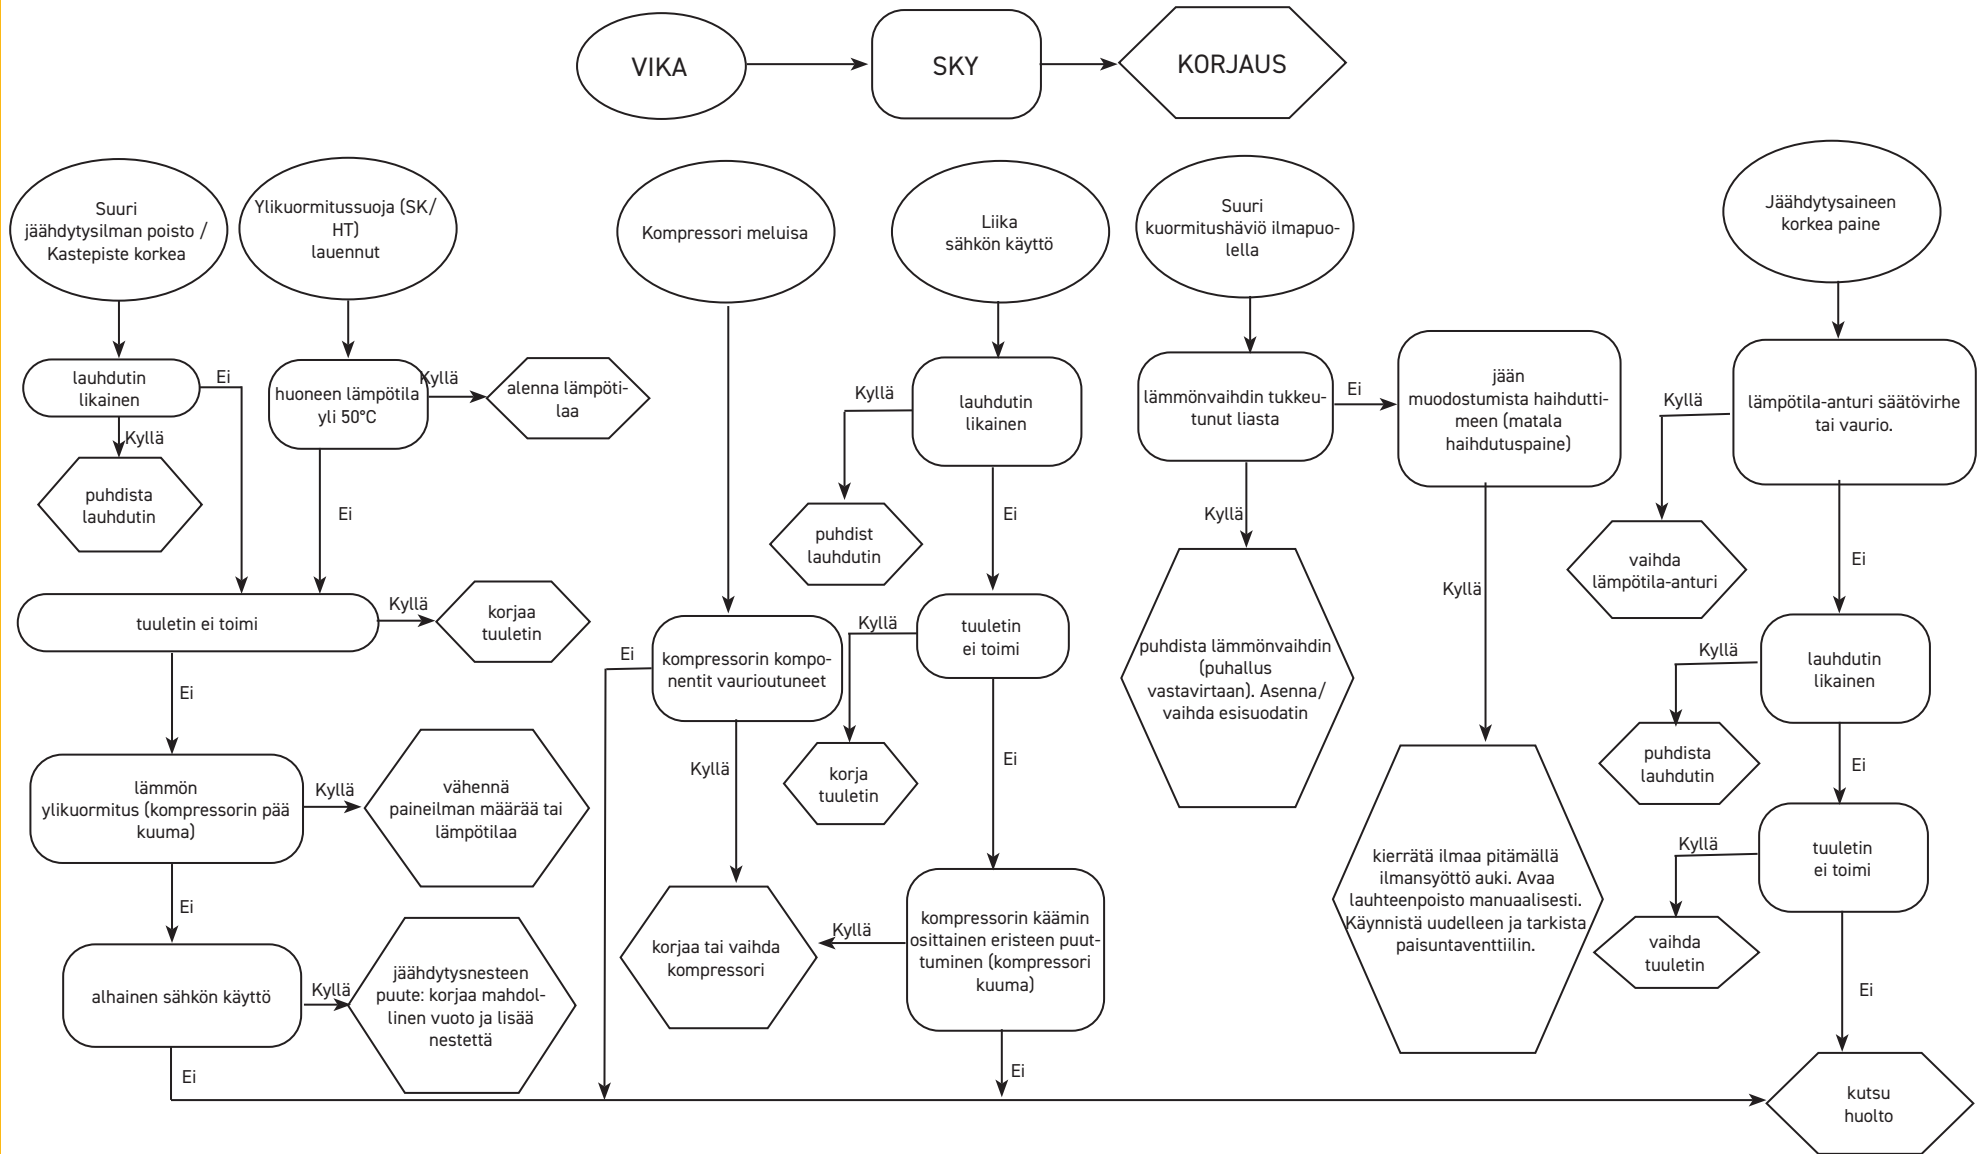 VIKA
SKY
KORJAUS
Suuri
jäähdytysilman poisto /
Kastepiste korkea
Ylikuormitussuoja (SK/
HT)
lauennut
Kompressori meluisa
Liika
sähkön käyttö
Suuri
kuormitushäviö ilmapuo-
lella
Jäähdytysaineen
korkea paine
lauhdutin
likainen
Ei
Kyllä
puhdista
lauhdutin
huoneen lämpötila
yli 50°C
Kyllä
alenna lämpöti-
laa
Ei
tuuletin ei toimi
Kyllä
korjaa
tuuletin
Ei
lämmön
ylikuormitus (kompressorin pää
kuuma)
Kyllä
vähennä
paineilman määrää tai
lämpötilaa
Ei
alhainen sähkön käyttö
Kyllä
jäähdytysnesteen
puute: korjaa mahdol-
linen vuoto ja lisää
nestettä
Ei
kompressorin kompo-
nentit vaurioutuneet
Ei
Kyllä
korjaa tai vaihda
kompressori
lauhdutin
likainen
Kyllä
puhdist
lauhdutin
Ei
tuuletin
ei toimi
Kyllä
korja
tuuletin
Ei
kompressorin käämin
osittainen eristeen puut-
tuminen (kompressori
kuuma)
Kyllä
Ei
lämmönvaihdin tukkeu-
tunut liasta
Ei
Kyllä
puhdista lämmönvaihdin
(puhallus
vastavirtaan). Asenna/
vaihda esisuodatin
jään
muodostumista haihdutti-
meen (matala
haihdutuspaine)
Kyllä
kierrätä ilmaa pitämällä
ilmansyöttö auki. Avaa
lauhteenpoisto manuaalisesti.
Käynnistä uudelleen ja tarkista
paisuntaventtiilin.
lämpötila-anturi säätövirhe
tai vaurio.
Kyllä
vaihda
lämpötila-anturi
Ei
lauhdutin
likainen
Kyllä
puhdista
lauhdutin
Ei
tuuletin
ei toimi
Kyllä
vaihda
tuuletin
Ei
kutsu
huolto